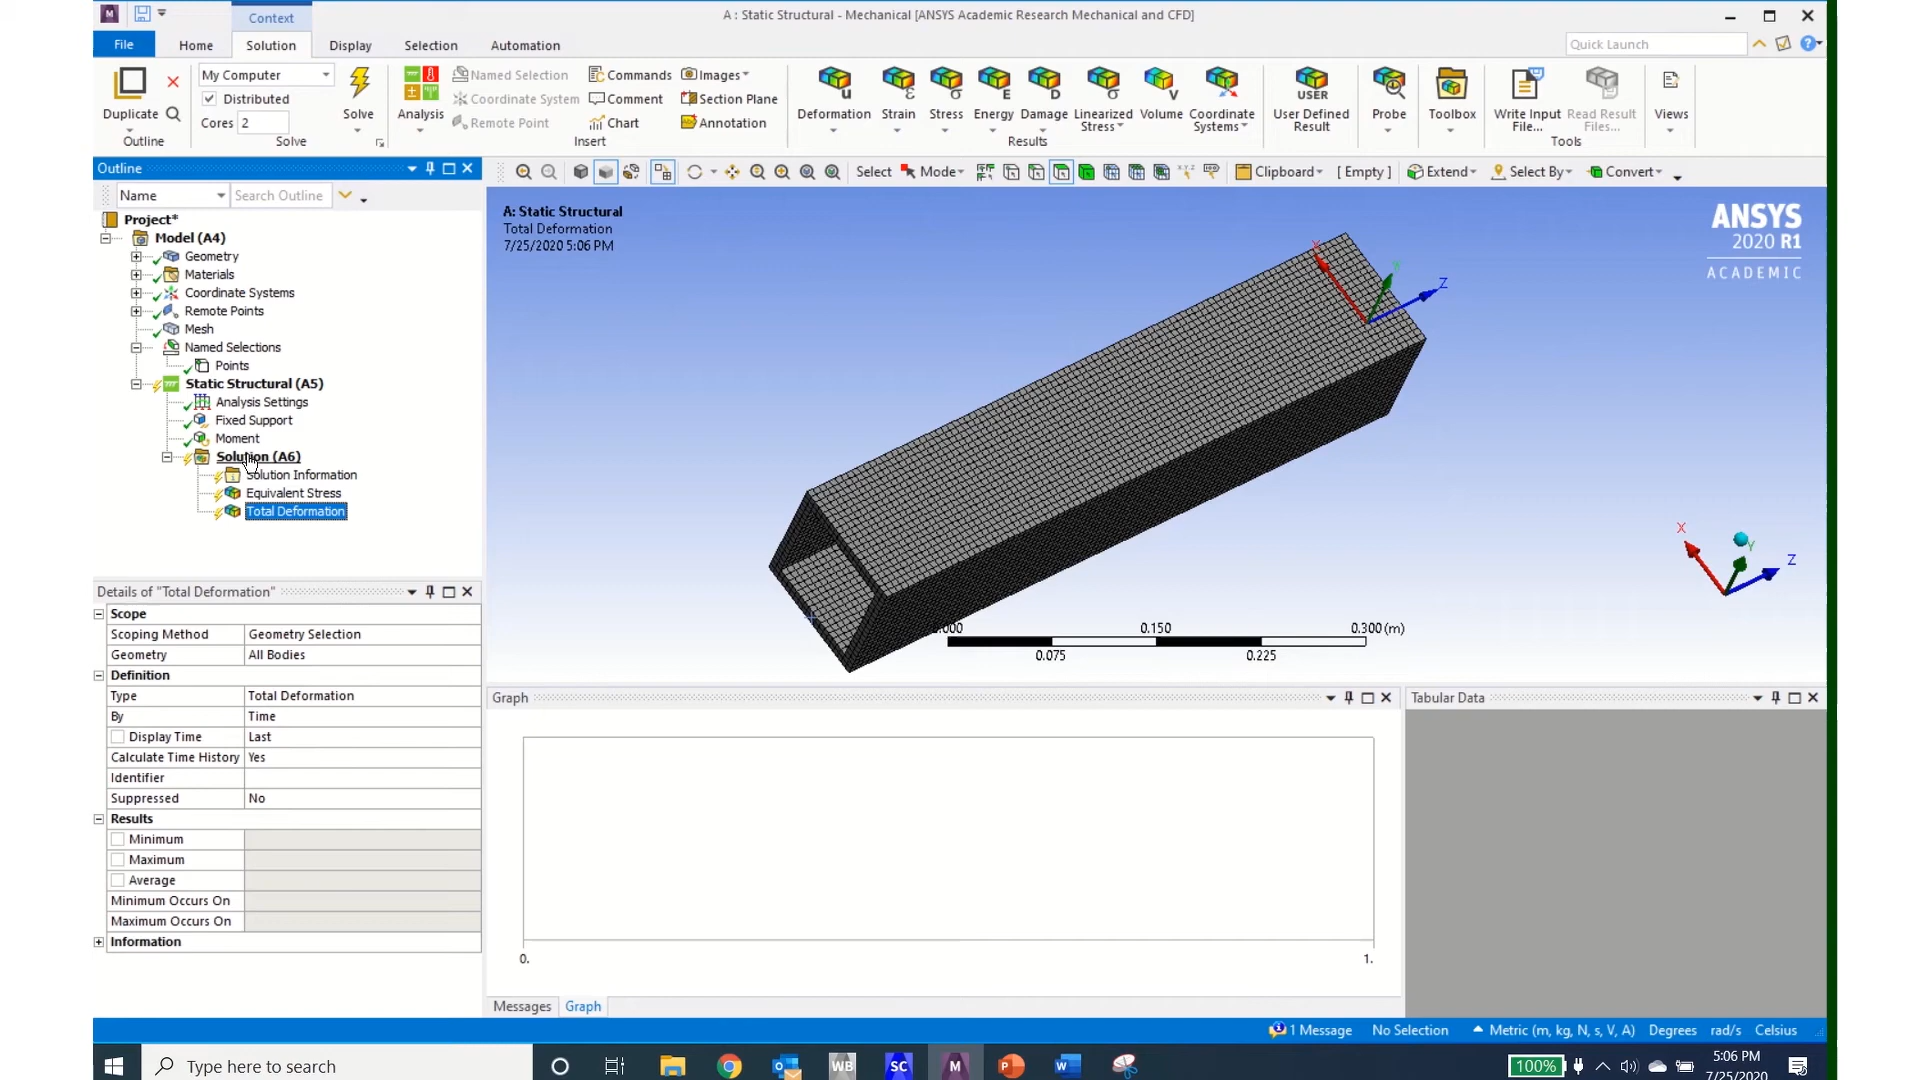 Context
A : Static Structural - Mechanical [ANSYS Academic Research Mechanical and CFD]
File
Home
Solution
Display
Selection
Automation
Quick Launch
Duplicate
Outline
My Computer
Distributed
Cores 2
Solve
Solve
Analysis
Named Selection
Coordinate System
Remote Point
Commands
Comment
Chart
Images
Section Plane
Annotation
Insert
Deformation
Strain
Stress
Energy
Damage
Linearized Stress
Volume
Coordinate Systems
Results
USER
User Defined Result
Probe
Toolbox
Write Input File...
Read Result Files...
Tools
Views
Outline
Name
Search Outline
Project*
Model (A4)
Geometry
Materials
Coordinate Systems
Remote Points
Mesh
Named Selections
Points
Static Structural (A5)
Analysis Settings
Fixed Support
Moment
Solution (A6)
Solution Information
Equivalent Stress
Total Deformation
Select
Mode
Clipboard
[ Empty ]
Extend
Select By
Convert
A: Static Structural
Total Deformation
7/25/2020 5:06 PM
ANSYS
2020 R1
ACADEMIC
X
Y
Z
X
Y
Z
0.000
0.150
0.300 (m)
0.075
0.225
Details of "Total Deformation"
Scope
Scoping Method Geometry Selection
Geometry All Bodies
Definition
Type Total Deformation
By Time
Display Time Last
Calculate Time History Yes
Identifier
Suppressed No
Results
Minimum
Maximum
Average
Minimum Occurs On
Maximum Occurs On
Information
Graph
0.
1.
Messages
Graph
Tabular Data
1 Message
No Selection
Metric (m, kg, N, s, V, A)
Degrees
rad/s
Celsius
Type here to search
WB
SC
M
100%
5:06 PM
7/25/2020